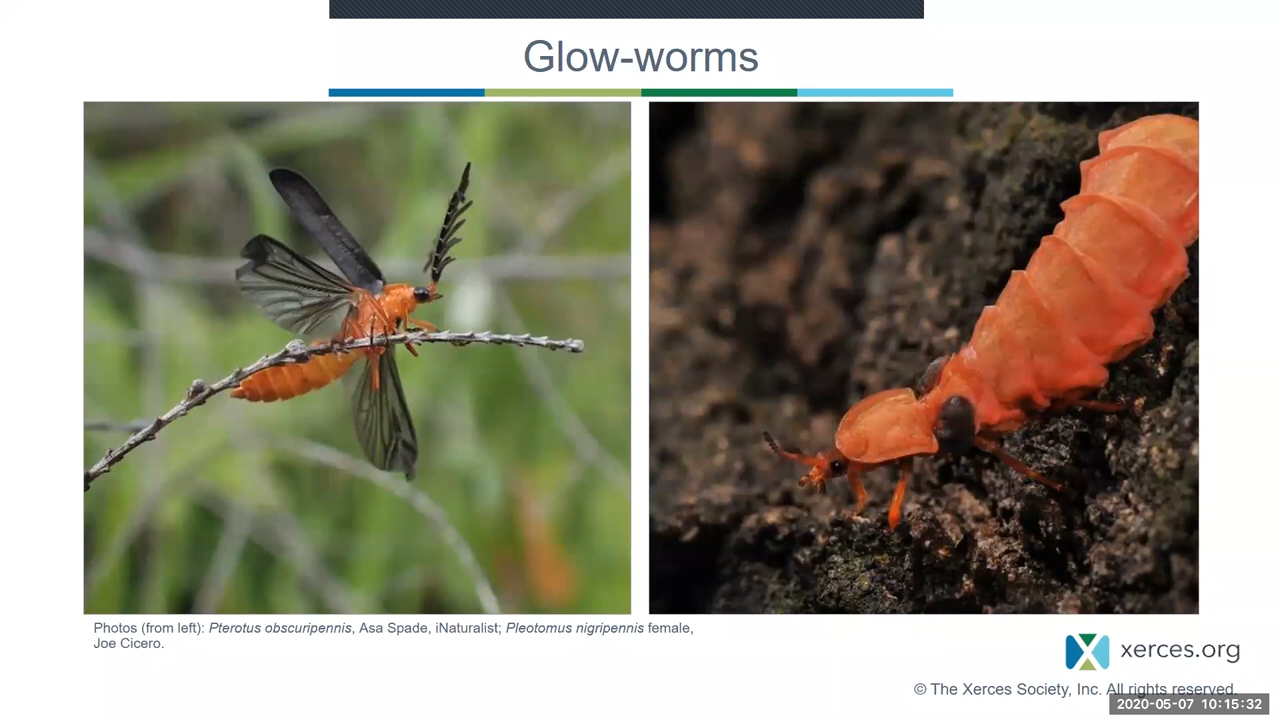 Glow-worms
Photos (from left): Pterotus obscuripennis, Asa Spade, iNaturalist; Pleotomus nigripennis female,
Joe Cicero.
xerces.org
© The Xerces Society, Inc. All rights reserved.
2020-05-07 10:15:32